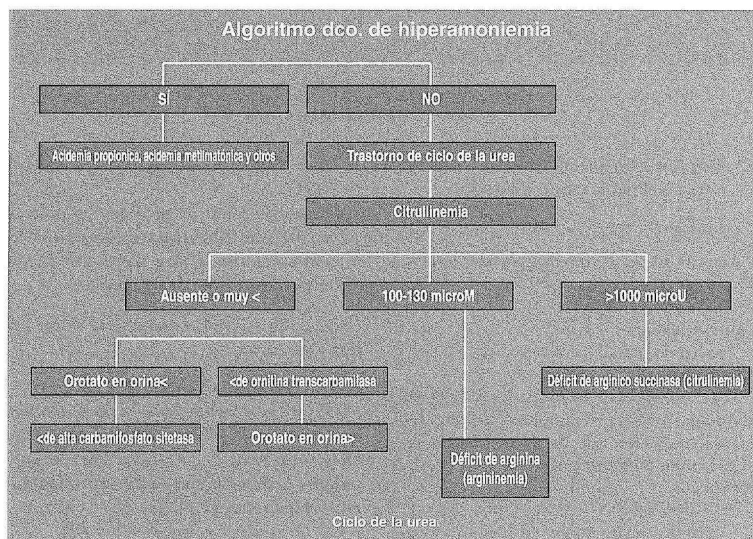 Algoritmo dco. de hiperamoniemia
SÍ
NO
Acidemia propionica, acidemia metilmatónica y otros
Trastorno de ciclo de la urea
Citrulinemia
Ausente o muy <
100-130 microM
>1000 microU
Orotato en orina<
<de ornitina transcarbamilasa
Déficit de argínico succinasa (citrulinemia)
<de alta carbamilosfato sitetasa
Orotato en orina>
Déficit de arginina
(argininemia)
Ciclo de la urea.